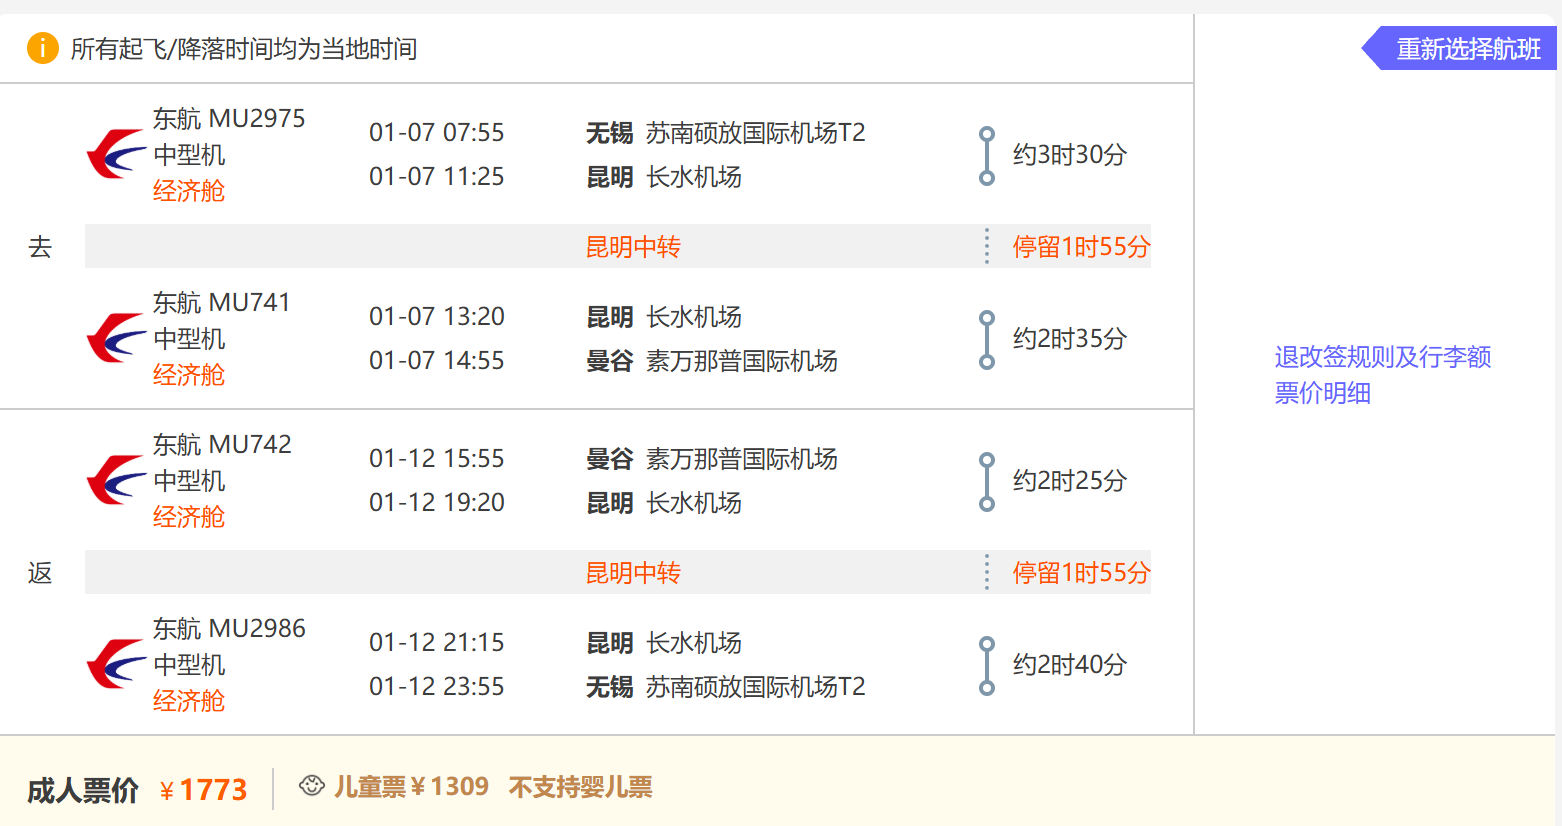 所有起飞/降落时间均为当地时间
重新选择航班
去
东航 MU2975
中型机
经济舱
01-07 07:55
01-07 11:25
无锡 苏南硕放国际机场T2
昆明 长水机场
约3时30分
昆明中转
停留1时55分
东航 MU741
中型机
经济舱
01-07 13:20
01-07 14:55
昆明 长水机场
曼谷 素万那普国际机场
约2时35分
退改签规则及行李额
票价明细
返
东航 MU742
中型机
经济舱
01-12 15:55
01-12 19:20
曼谷 素万那普国际机场
昆明 长水机场
约2时25分
昆明中转
停留1时55分
东航 MU2986
中型机
经济舱
01-12 21:15
01-12 23:55
昆明 长水机场
无锡 苏南硕放国际机场T2
约2时40分
成人票价 ¥1773 儿童票¥1309 不支持婴儿票